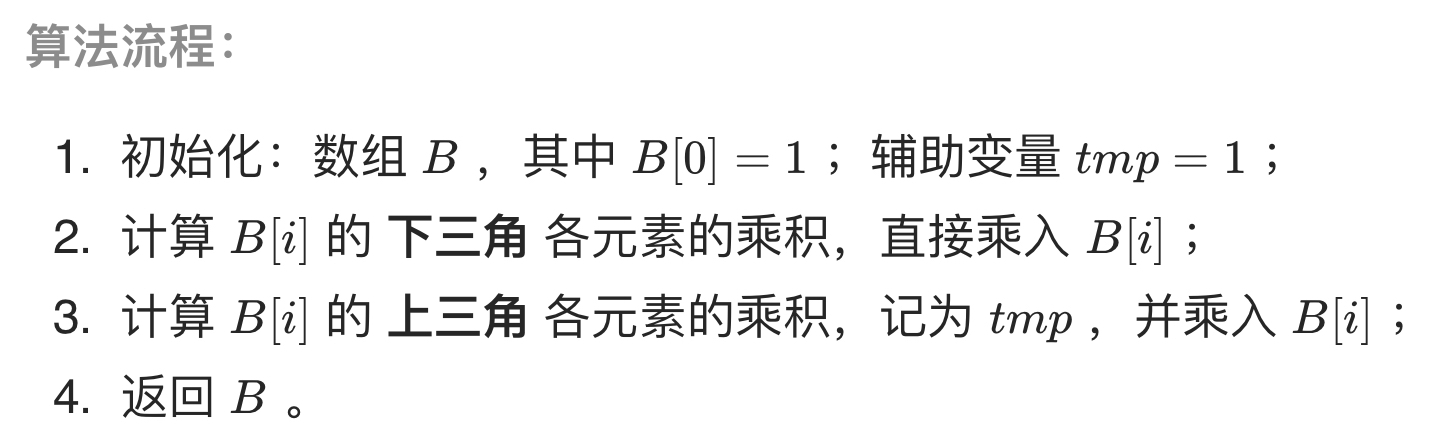 算法流程：
1. 初始化：数组 B ，其中 B[0] = 1 ；辅助变量 tmp = 1 ；
2. 计算 B[i] 的 下三角 各元素的乘积，直接乘入 B[i] ；
3. 计算 B[i] 的 上三角 各元素的乘积，记为 tmp ，并乘入 B[i] ；
4. 返回 B 。